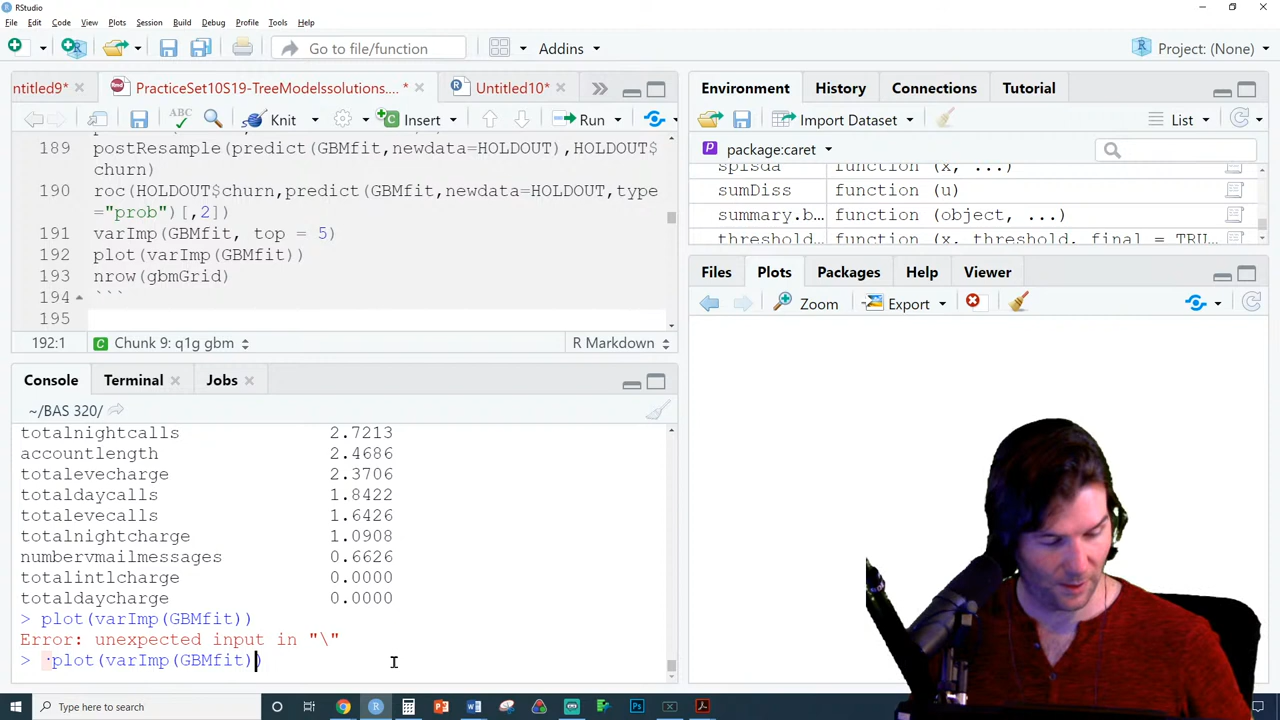 RStudio
File Edit Code View Plots Session Build Debug Profile Tools Help
Go to file/function Addins Project: (None)
ntitled9* PracticeSet10S19-TreeModelssolutions.... * Untitled10*
Knit Insert Run
189 postResample(predict(GBMfit,newdata=HOLDOUT),HOLDOUT$
churn)
190 roc(HOLDOUT$churn,predict(GBMfit,newdata=HOLDOUT,type
="prob")[,2])
191 varImp(GBMfit, top = 5)
192 plot(varImp(GBMfit))
193 nrow(gbmGrid)
194 ```
195
192:1 Chunk 9: q1g gbm R Markdown
Console Terminal Jobs
~/BAS 320/
totalnightcalls 2.7213
accountlength 2.4686
totalevecharge 2.3706
totaldaycalls 1.8422
totalevecalls 1.6426
totalnightcharge 1.0908
numbervmailmessages 0.6626
totalintlcharge 0.0000
totaldaycharge 0.0000
> plot(varImp(GBMfit))
Error: unexpected input in "\"
> ·plot(varImp(GBMfit))
Environment History Connections Tutorial
Import Dataset List
package:caret
splsda function (x, ...)
sumDiss function (u)
summary.b... function (object, ...)
threshold... function (x, threshold, final = TRU...
Files Plots Packages Help Viewer
Zoom Export
Type here to search